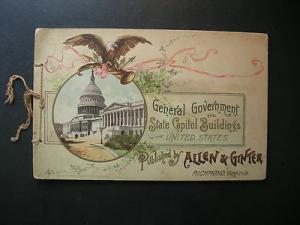 General Government
AND
State Capitol Buildings
OF THE UNITED STATES
Published by ALLEN & GINTER
RICHMOND, Virginia